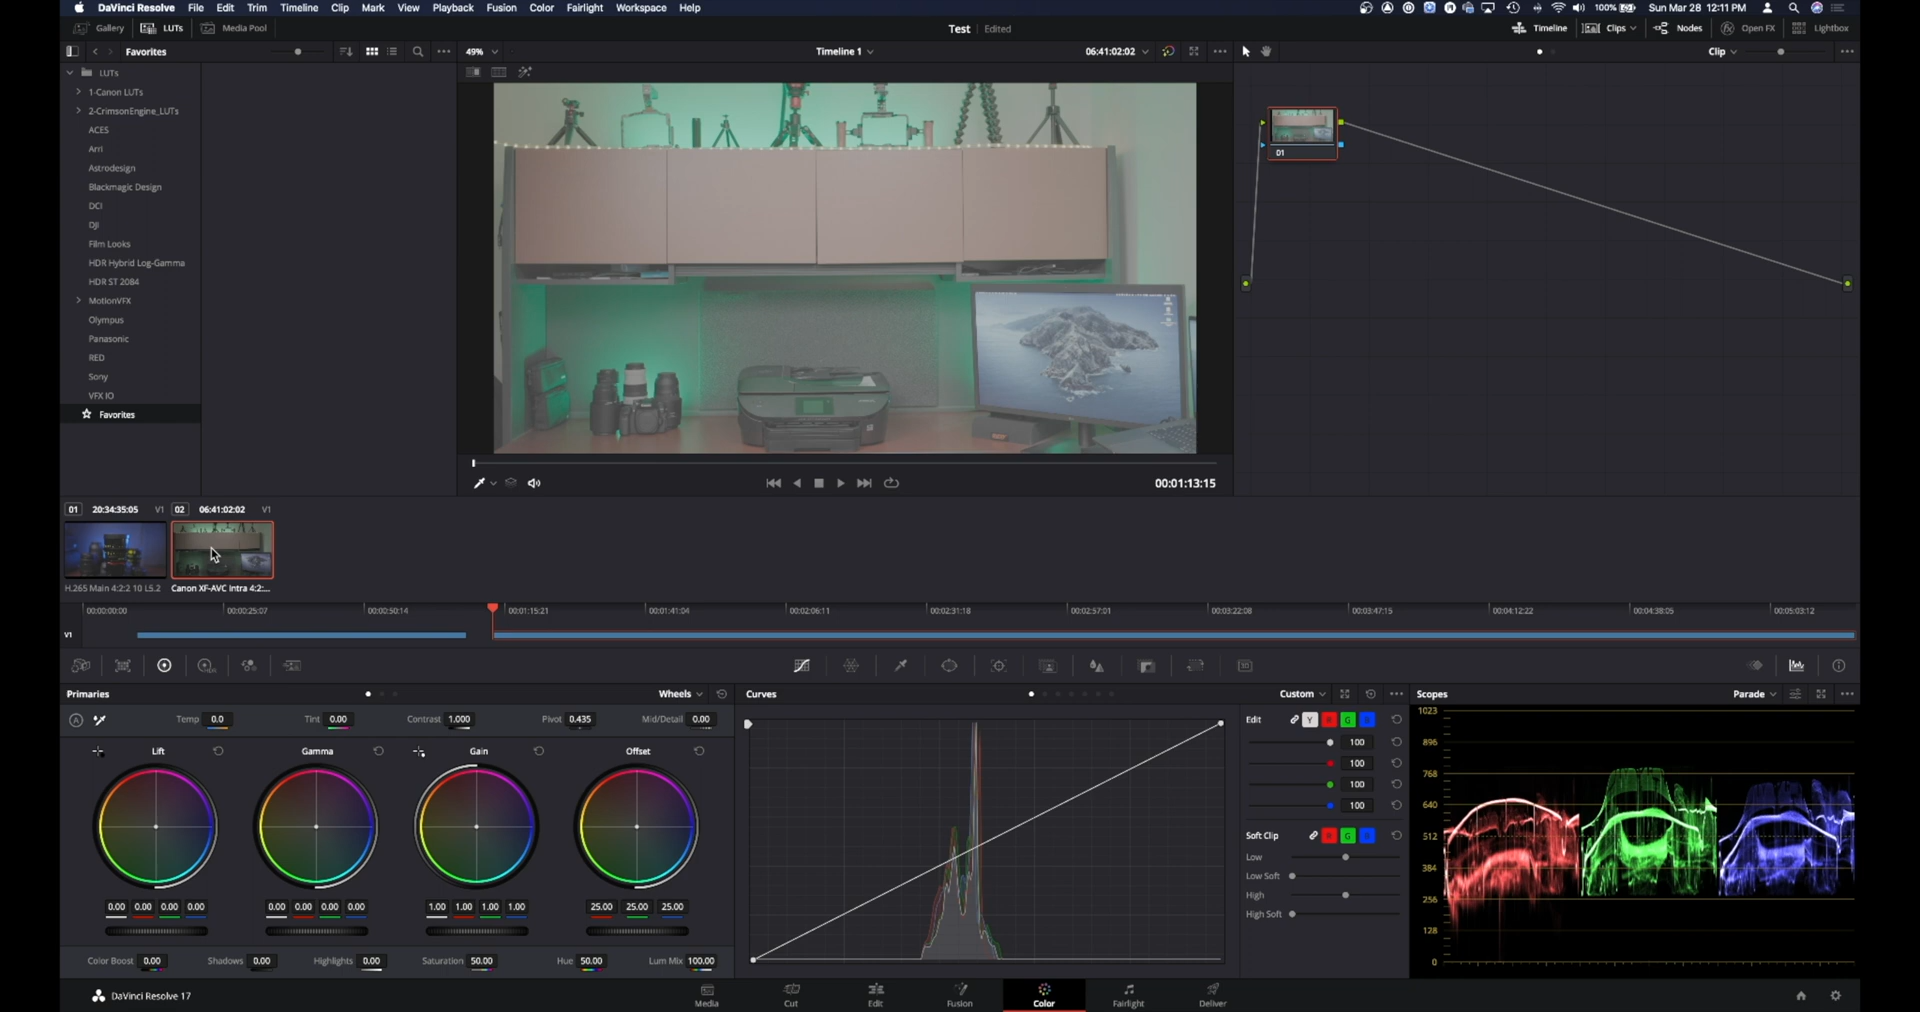 DaVinci Resolve File Edit Trim Timeline Clip Mark View Playback Fusion Color Fairlight Workspace Help 100% Sun Mar 28 12:11 PM
Gallery LUTs Media Pool Test Edited Timeline Clips Nodes Open FX Lightbox
Favorites 49% Timeline 1 06:41:02:02 Clip
LUTs
1-Canon LUTs
2-CrimsonEngine_LUTs
ACES
Arri
Astrodesign
Blackmagic Design
DCI
DJI
Film Looks
HDR Hybrid Log-Gamma
HDR ST 2084
MotionVFX
Olympus
Panasonic
RED
Sony
VFX IO
Favorites
01
00:01:13:15
01 20:34:35:05 V1 02 06:41:02:02 V1
H.265 Main 4:2:2 10 L5.2 Canon XF-AVC Intra 4:2:...
00:00:00:00 00:00:25:07 00:00:50:14 00:01:15:21 00:01:41:04 00:02:06:11 00:02:31:18 00:02:57:01 00:03:22:08 00:03:47:15 00:04:12:22 00:04:38:05 00:05:03:12
V1
Primaries Wheels Curves Custom Scopes Parade
Temp 0.0 Tint 0.00 Contrast 1.000 Pivot 0.435 Mid/Detail 0.00
Lift Gamma Gain Offset
0.00 0.00 0.00 0.00 0.00 0.00 0.00 0.00 1.00 1.00 1.00 1.00 25.00 25.00 25.00
Color Boost 0.00 Shadows 0.00 Highlights 0.00 Saturation 50.00 Hue 50.00 Lum Mix 100.00
Edit Y R G B
100
100
100
100
Soft Clip R G B
Low
Low Soft
High
High Soft
1023
896
768
640
512
384
256
128
0
DaVinci Resolve 17 Media Cut Edit Fusion Color Fairlight Deliver